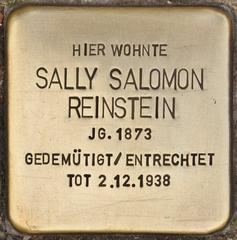 HIER WOHNTE
SALLY SALOMON
REINSTEIN
JG. 1873
GEDEMÜTIGT/ENTRECHTET
TOT 2.12.1938